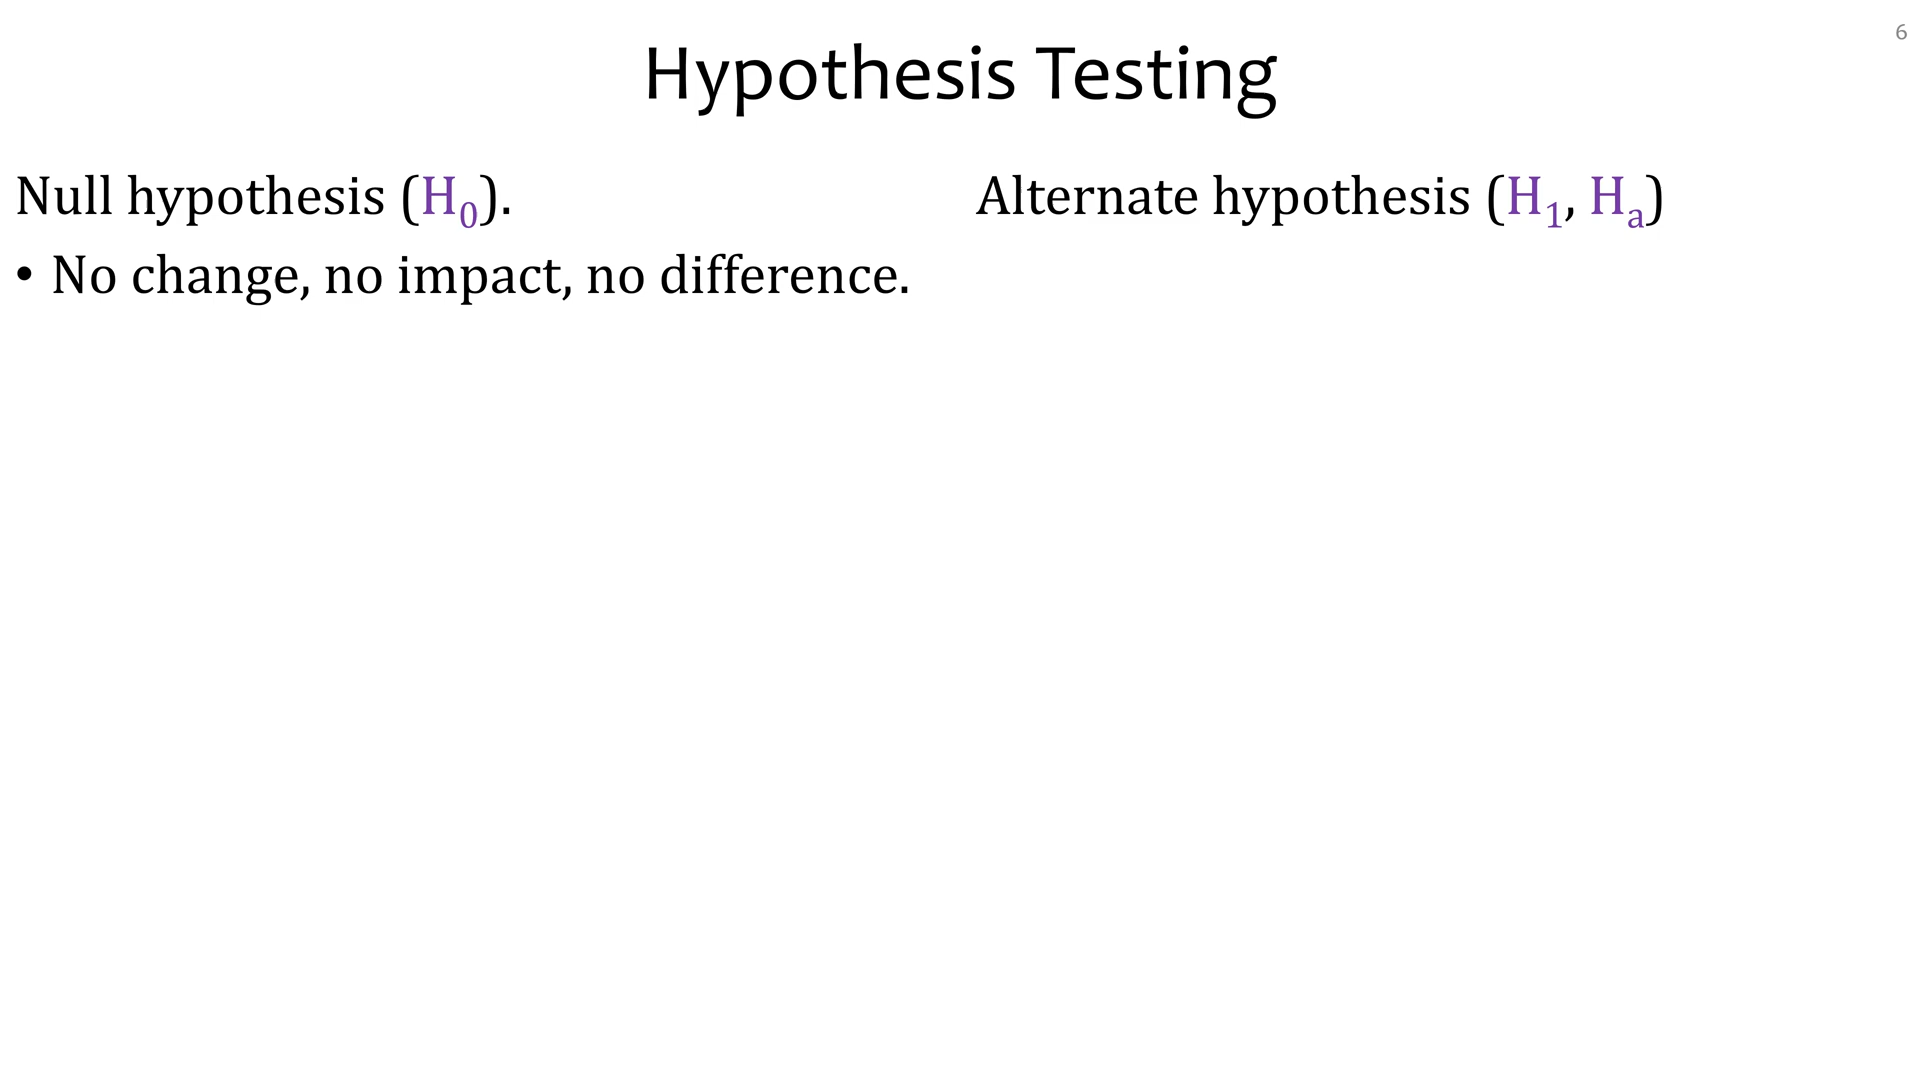 6
Hypothesis Testing
Null hypothesis (H₀).
• No change, no impact, no difference.
Alternate hypothesis (H₁, Hₐ)